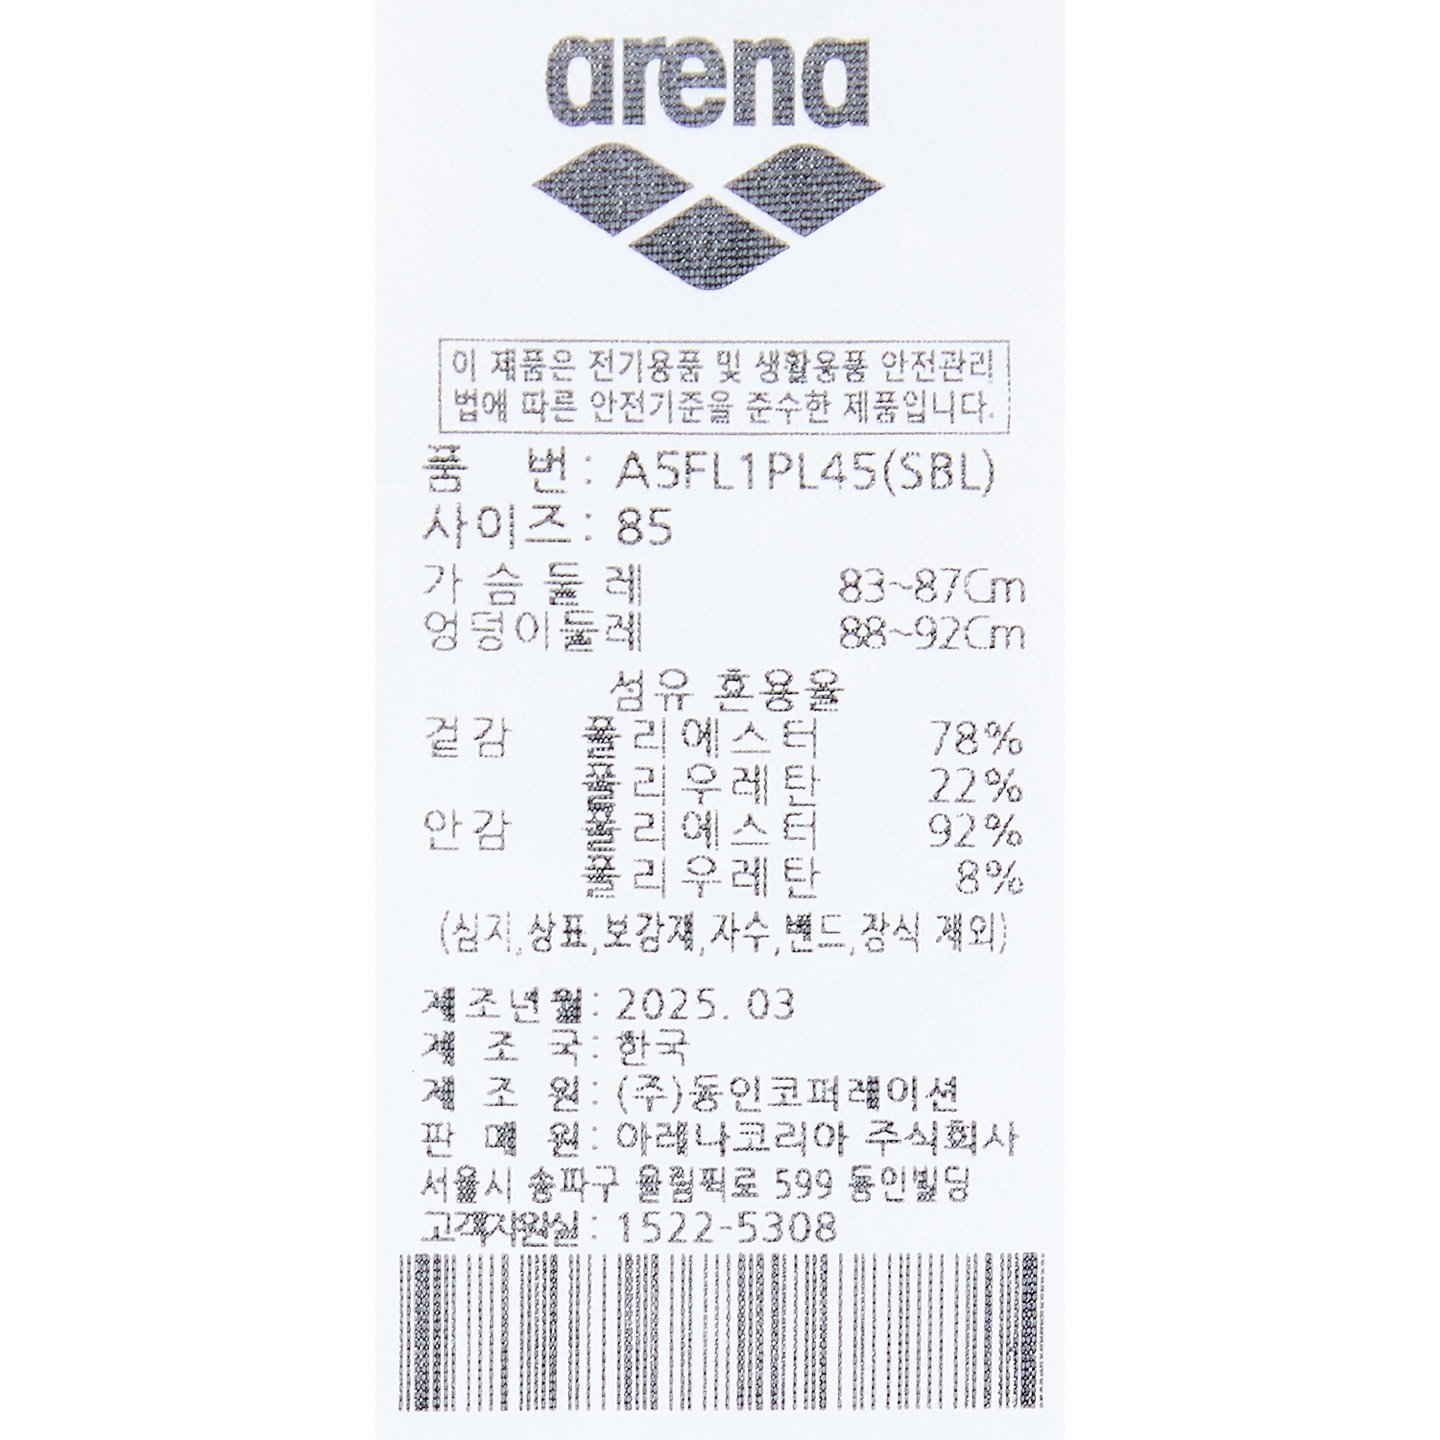 arena
이 제품은 전기용품 및 생활용품 안전관리
법에 따른 안전기준을 준수한 제품입니다.
품 번 : A5FL1PL45(SBL)
사이즈 : 85
가슴둘레 83~87Cm
엉덩이둘레 88~92Cm
섬유 혼용율
겉감 폴리에스터 78%
폴리우레탄 22%
안감 폴리에스터 92%
폴리우레탄 8%
(심지,상표,보강재,자수,밴드,장식 제외)
제조년월 : 2025. 03
제 조 국 : 한국
제 조 원 : (주)동인코퍼레이션
판 매 원 : 아레나코리아 주식회사
서울시 송파구 올림픽로 599 동인빌딩
고객지원실 : 1522-5308